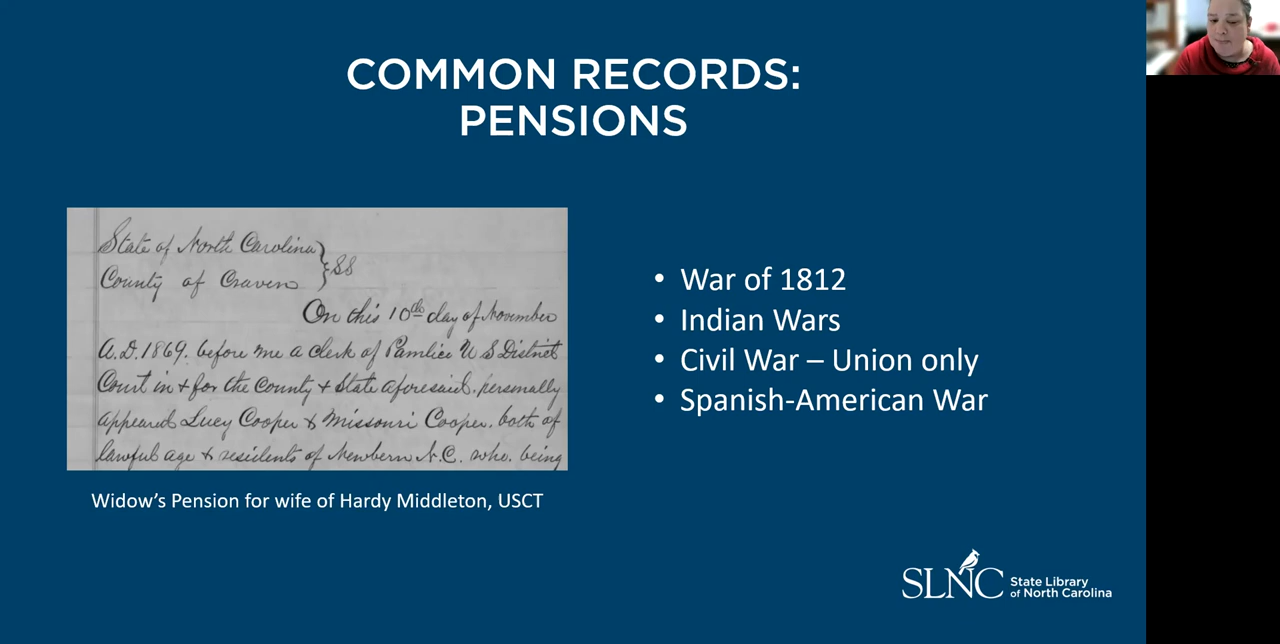 COMMON RECORDS:
PENSIONS
State of North Carolina } SS
County of Craven
On this 10th day of November
A.D. 1869. before me a clerk of Pamlico U S District
Court in + for the County + State aforesaid. personally
appeared Lucy Cooper & Missouri Cooper. both of
lawful age & residents of Newbern N.C. who. being
Widow’s Pension for wife of Hardy Middleton, USCT
• War of 1812
• Indian Wars
• Civil War – Union only
• Spanish-American War
SLNC State Library
of North Carolina